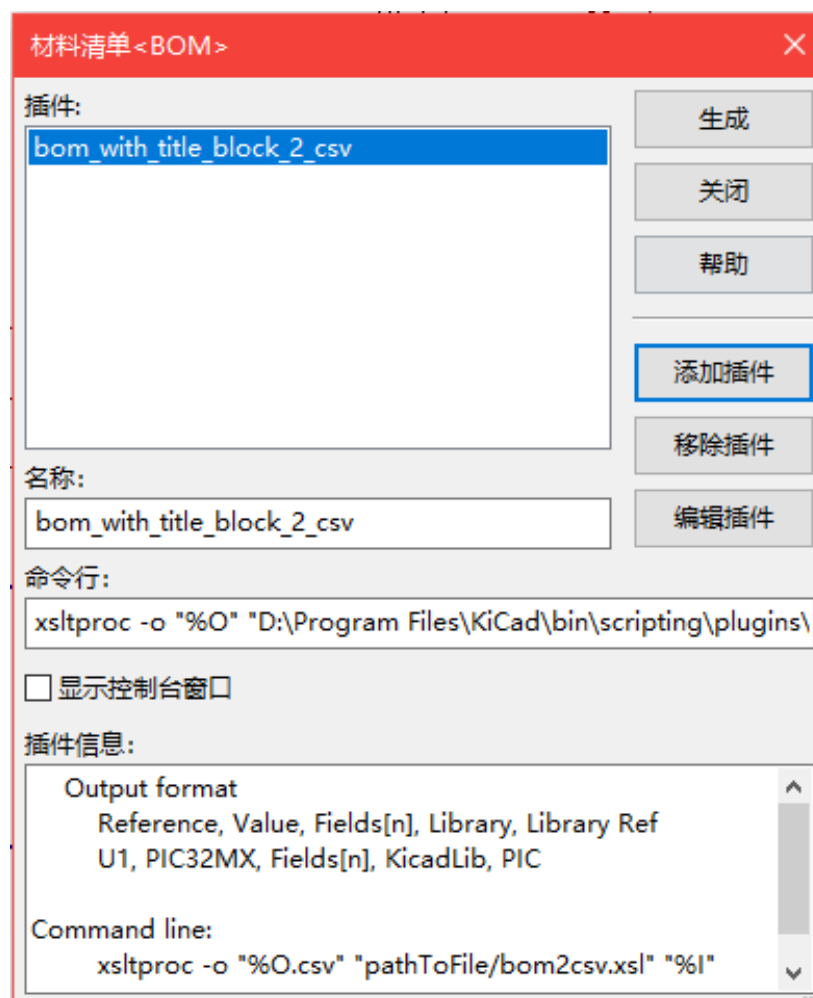 材料清单<BOM>
插件:
生成
bom_with_title_block_2_csv
关闭
帮助
添加插件
移除插件
名称:
编辑插件
bom_with_title_block_2_csv
命令行:
xsltproc -o "%O" "D:\Program Files\KiCad\bin\scripting\plugins\
显示控制台窗口
插件信息:
Output format
Reference, Value, Fields[n], Library, Library Ref
U1, PIC32MX, Fields[n], KicadLib, PIC
Command line:
xsltproc -o "%O.csv" "pathToFile/bom2csv.xsl" "%I"